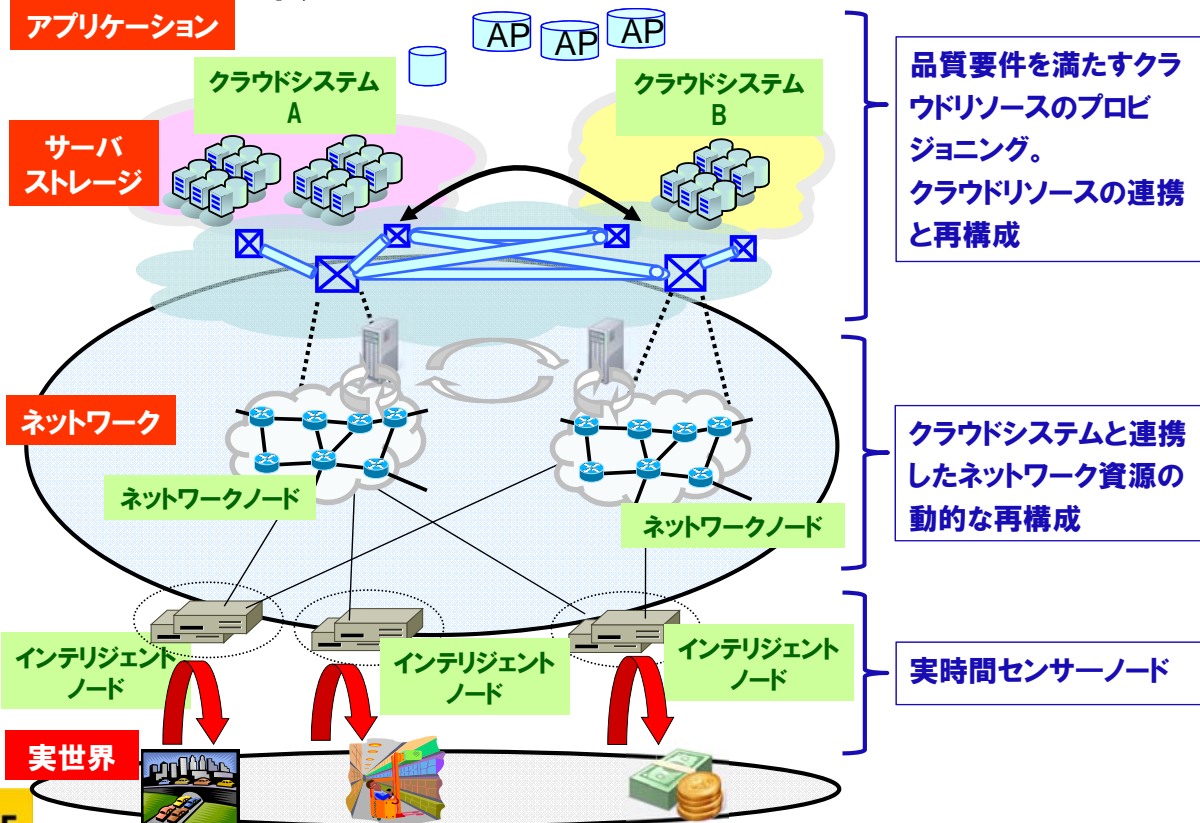 アプリケーション
AP
AP
AP
クラウドシステム
A
クラウドシステム
B
サーバ
ストレージ
品質要件を満たすクラ
ウドリソースのプロビ
ジョニング。
クラウドリソースの連携
と再構成
ネットワーク
ネットワークノード
ネットワークノード
クラウドシステムと連携
したネットワーク資源の
動的な再構成
インテリジェント
ノード
インテリジェント
ノード
インテリジェント
ノード
実時間センサーノード
実世界